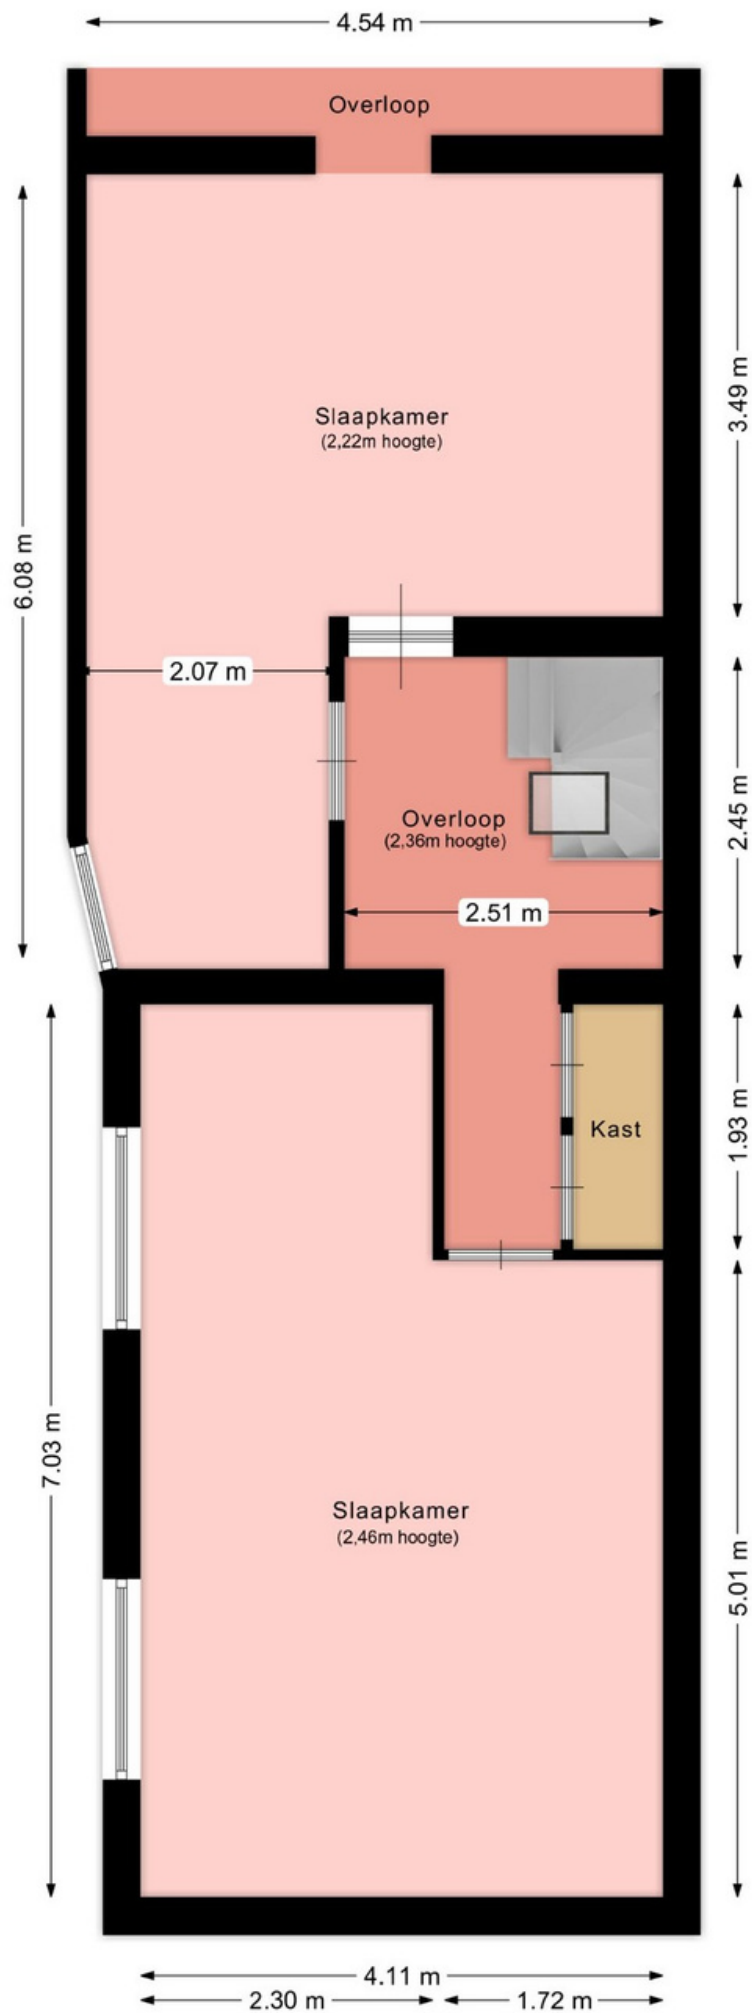 4.54 m
Overloop
Slaapkamer
(2,22m hoogte)
3.49 m
6.08 m
2.07 m
Overloop
(2,36m hoogte)
2.45 m
2.51 m
Kast
1.93 m
7.03 m
Slaapkamer
(2,46m hoogte)
5.01 m
4.11 m
2.30 m
1.72 m